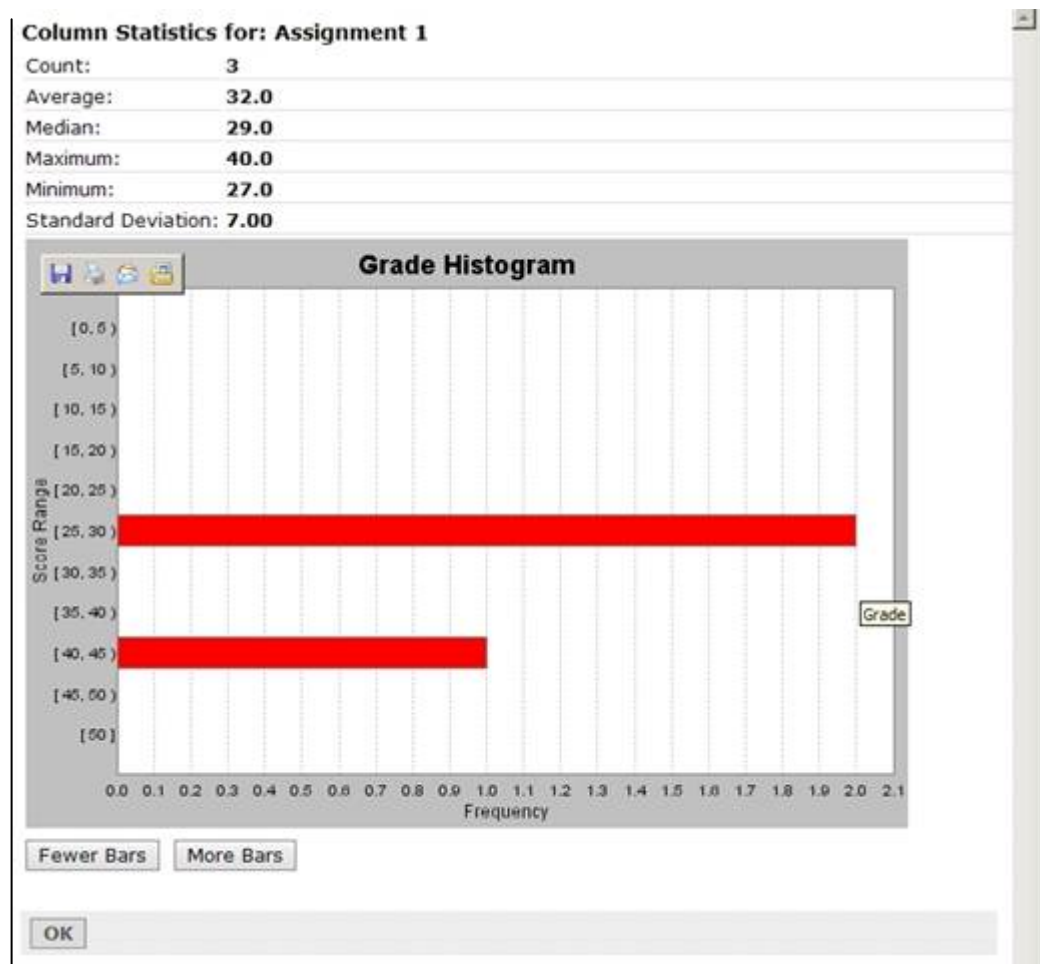 Column Statistics for: Assignment 1
Count: 3
Average: 32.0
Median: 29.0
Maximum: 40.0
Minimum: 27.0
Standard Deviation: 7.00
Grade Histogram
[0, 5)
[5, 10)
[10, 15)
[15, 20)
[20, 25)
[25, 30)
[30, 35)
[35, 40)
[40, 45)
[45, 50)
[50]
Score Range
Grade
0.0 0.1 0.2 0.3 0.4 0.5 0.6 0.7 0.8 0.9 1.0 1.1 1.2 1.3 1.4 1.5 1.6 1.7 1.8 1.9 2.0 2.1
Frequency
Fewer Bars More Bars
OK